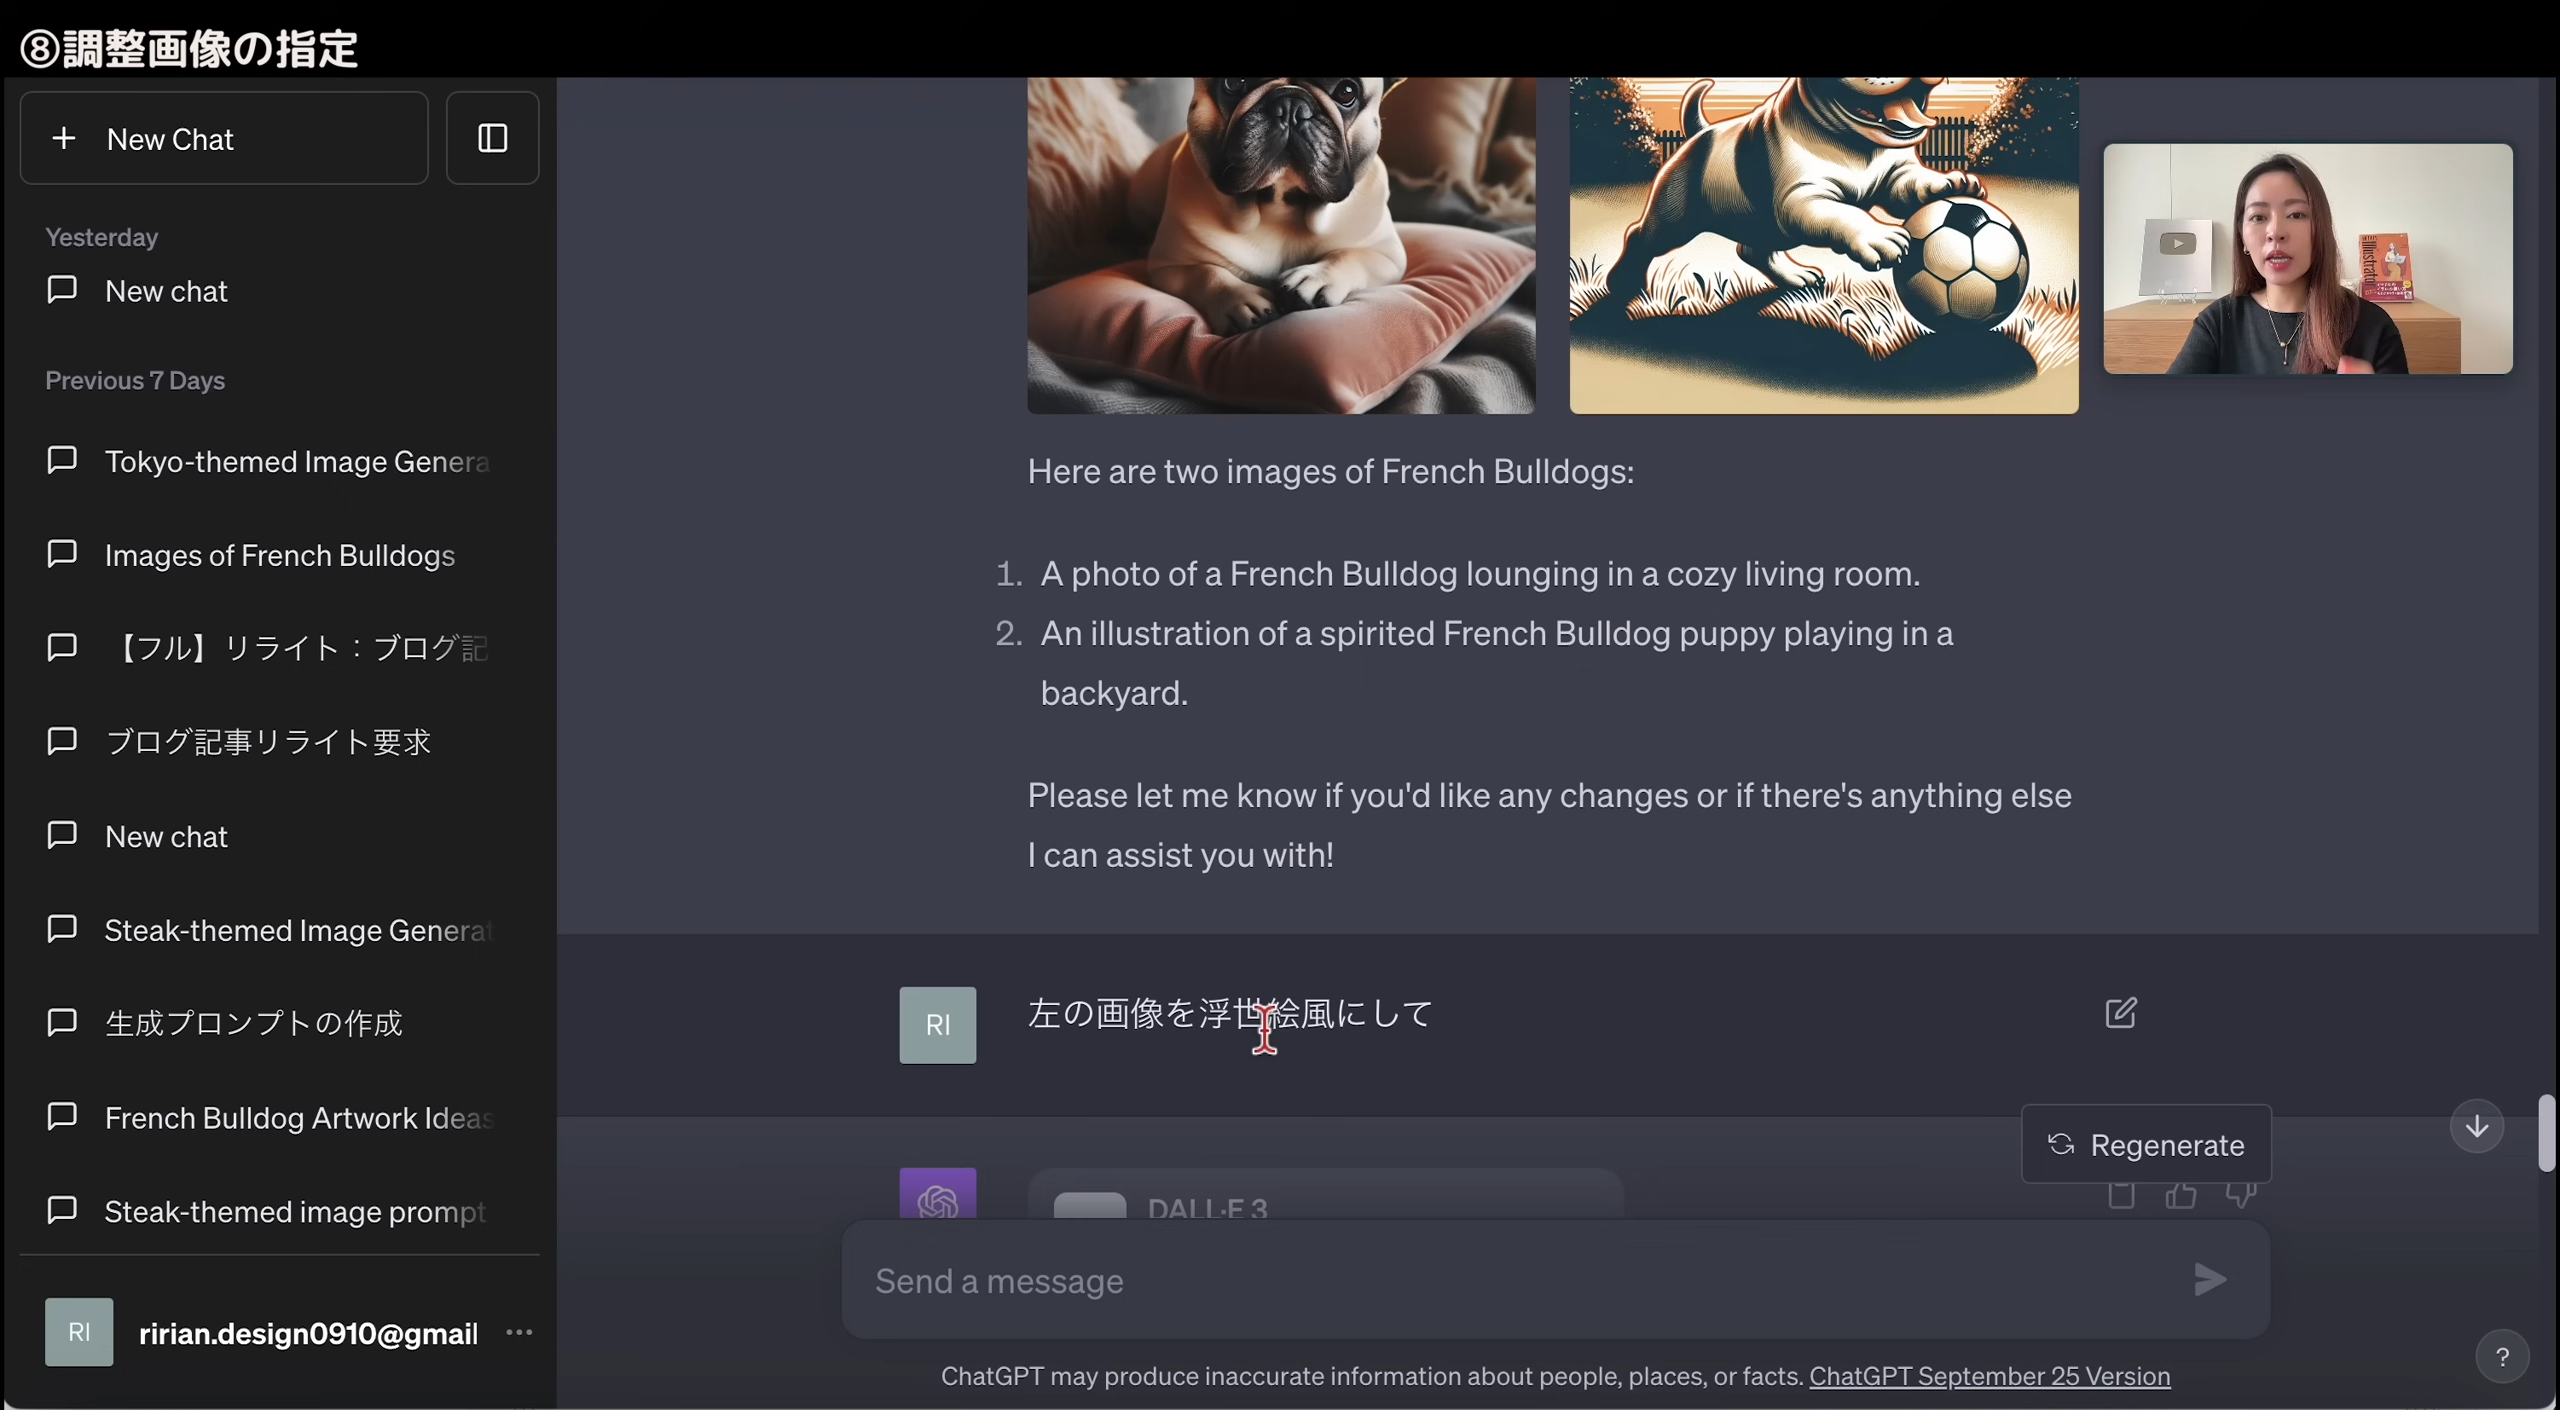 ⑧調整画像の指定
New Chat
Yesterday
New chat
Previous 7 Days
Tokyo-themed Image Genera
Images of French Bulldogs
【フル】リライト：ブログ記
ブログ記事リライト要求
New chat
Steak-themed Image Generat
生成プロンプトの作成
French Bulldog Artwork Ideas
Steak-themed image prompt
RI
ririan.design0910@gmail
Here are two images of French Bulldogs:
1. A photo of a French Bulldog lounging in a cozy living room.
2. An illustration of a spirited French Bulldog puppy playing in a
backyard.
Please let me know if you'd like any changes or if there's anything else
I can assist you with!
RI
左の画像を浮世絵風にして
Regenerate
DALL·E 3
Send a message
ChatGPT may produce inaccurate information about people, places, or facts. ChatGPT September 25 Version
?
Illustrator